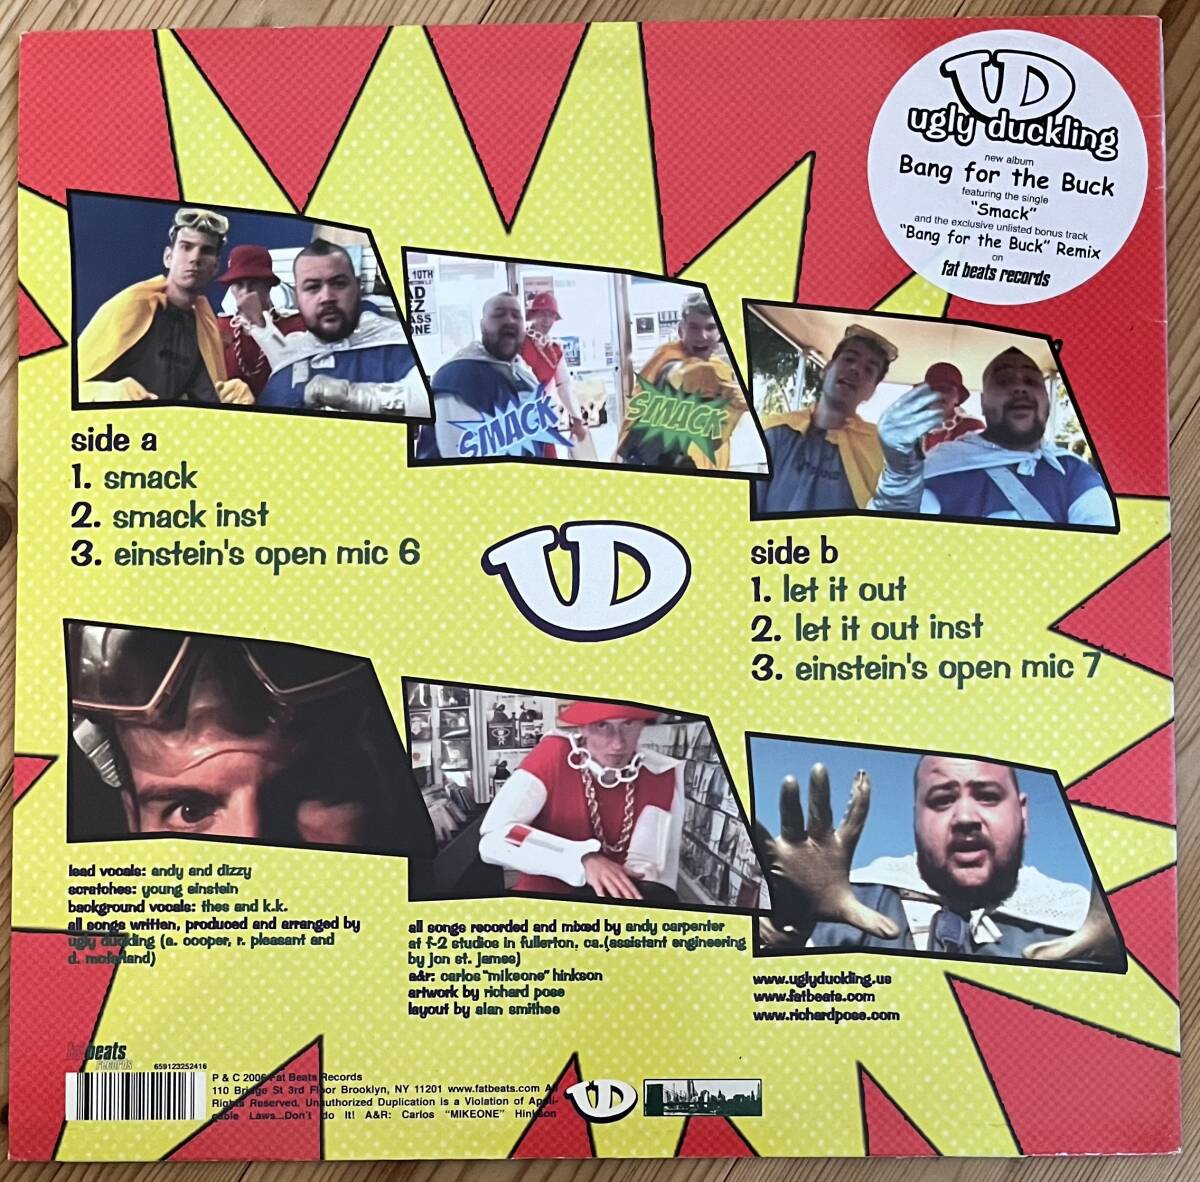 UD
ugly duckling
new album
Bang for the Buck
featuring the single
"Smack"
and the exclusive unlisted bonus track
"Bang for the Buck" Remix
on
fat beats records
10TH
SMACK
SMACK
side a
1. smack
2. smack inst
3. einstein's open mic 6
UD
side b
1. let it out
2. let it out inst
3. einstein's open mic 7
lead vocals: andy and dizzy
scratches: young einstein
background vocals: thes and k.k.
all songs written, produced and arranged by
ugly duckling (a. cooper, r. pleasant and
d. mcfarland)
all songs recorded and mixed by andy carpenter
at f-2 studios in fullerton, ca.(assistant engineering
by jon st. james)
a&r: carlos "mikeone" hinkson
artwork by richard pose
layout by alan smithee
www.uglyduckling.us
www.fatbeats.com
www.richardpose.com
fat beats
records
659123252416
P & C 2006 Fat Beats Records
110 Bridge St 3rd Floor Brooklyn, NY 11201 www.fatbeats.com All
Rights Reserved. Unauthorized Duplication is a Violation of Appli-
cable Laws...Don't do It! A&R: Carlos "MIKEONE" Hinkson
UD